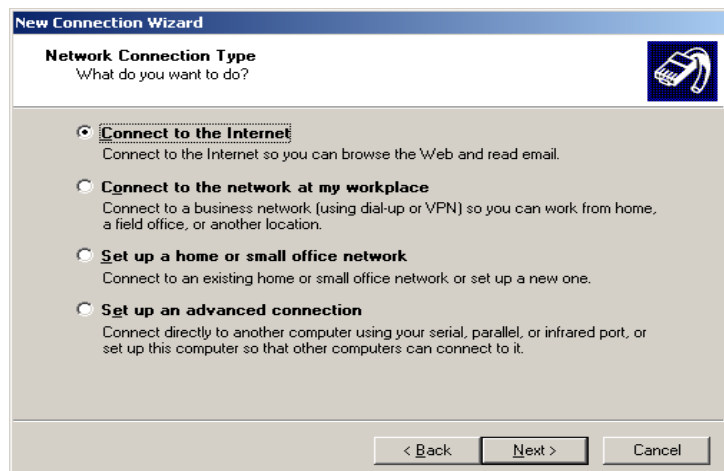 New Connection Wizard
Network Connection Type
What do you want to do?
Connect to the Internet
Connect to the Internet so you can browse the Web and read email.
Connect to the network at my workplace
Connect to a business network (using dial-up or VPN) so you can work from home,
a field office, or another location.
Set up a home or small office network
Connect to an existing home or small office network or set up a new one.
Set up an advanced connection
Connect directly to another computer using your serial, parallel, or infrared port, or
set up this computer so that other computers can connect to it.
< Back Next > Cancel